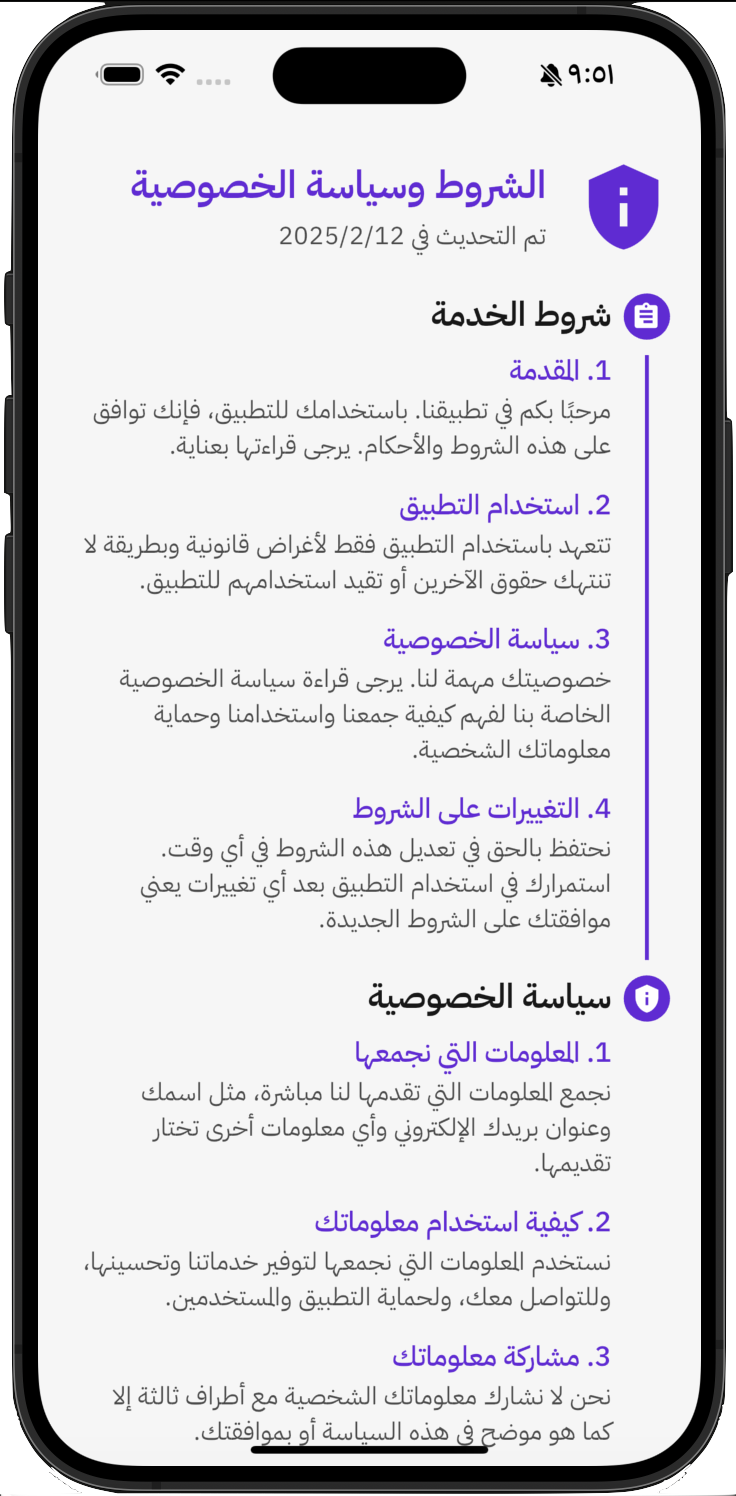 ٩:٥١
الشروط وسياسة الخصوصية
تم التحديث في 2025/2/12
شروط الخدمة
1. المقدمة
مرحبًا بكم في تطبيقنا. باستخدامك للتطبيق، فإنك توافق
على هذه الشروط والأحكام. يرجى قراءتها بعناية.
2. استخدام التطبيق
تتعهد باستخدام التطبيق فقط لأغراض قانونية وبطريقة لا
تنتهك حقوق الآخرين أو تقيد استخدامهم للتطبيق.
3. سياسة الخصوصية
خصوصيتك مهمة لنا. يرجى قراءة سياسة الخصوصية
الخاصة بنا لفهم كيفية جمعنا واستخدامنا وحماية
معلوماتك الشخصية.
4. التغييرات على الشروط
نحتفظ بالحق في تعديل هذه الشروط في أي وقت.
استمرارك في استخدام التطبيق بعد أي تغييرات يعني
موافقتك على الشروط الجديدة.
سياسة الخصوصية
1. المعلومات التي نجمعها
نجمع المعلومات التي تقدمها لنا مباشرة، مثل اسمك
وعنوان بريدك الإلكتروني وأي معلومات أخرى تختار
تقديمها.
2. كيفية استخدام معلوماتك
نستخدم المعلومات التي نجمعها لتوفير خدماتنا وتحسينها،
وللتواصل معك، ولحماية التطبيق والمستخدمين.
3. مشاركة معلوماتك
نحن لا نشارك معلوماتك الشخصية مع أطراف ثالثة إلا
كما هو موضح في هذه السياسة أو بموافقتك.